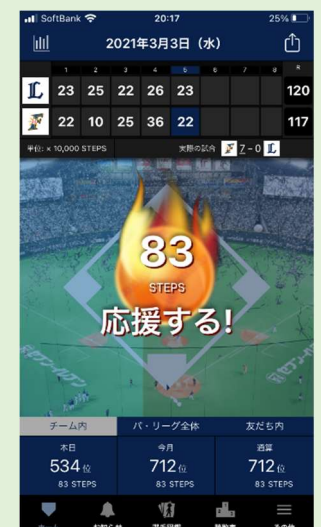 SoftBank 20:17 25%
2021年3月3日（水）
1 2 3 4 5 6 7 8 R
L 23 25 22 26 23 120
F 22 10 25 36 22 117
単位: × 10,000 STEPS 実際の試合 F 7 - 0 L
83
STEPS
応援する!
チーム内 パ・リーグ全体 友だち内
本日 今月 通算
534位 712位 712位
83 STEPS 83 STEPS 83 STEPS